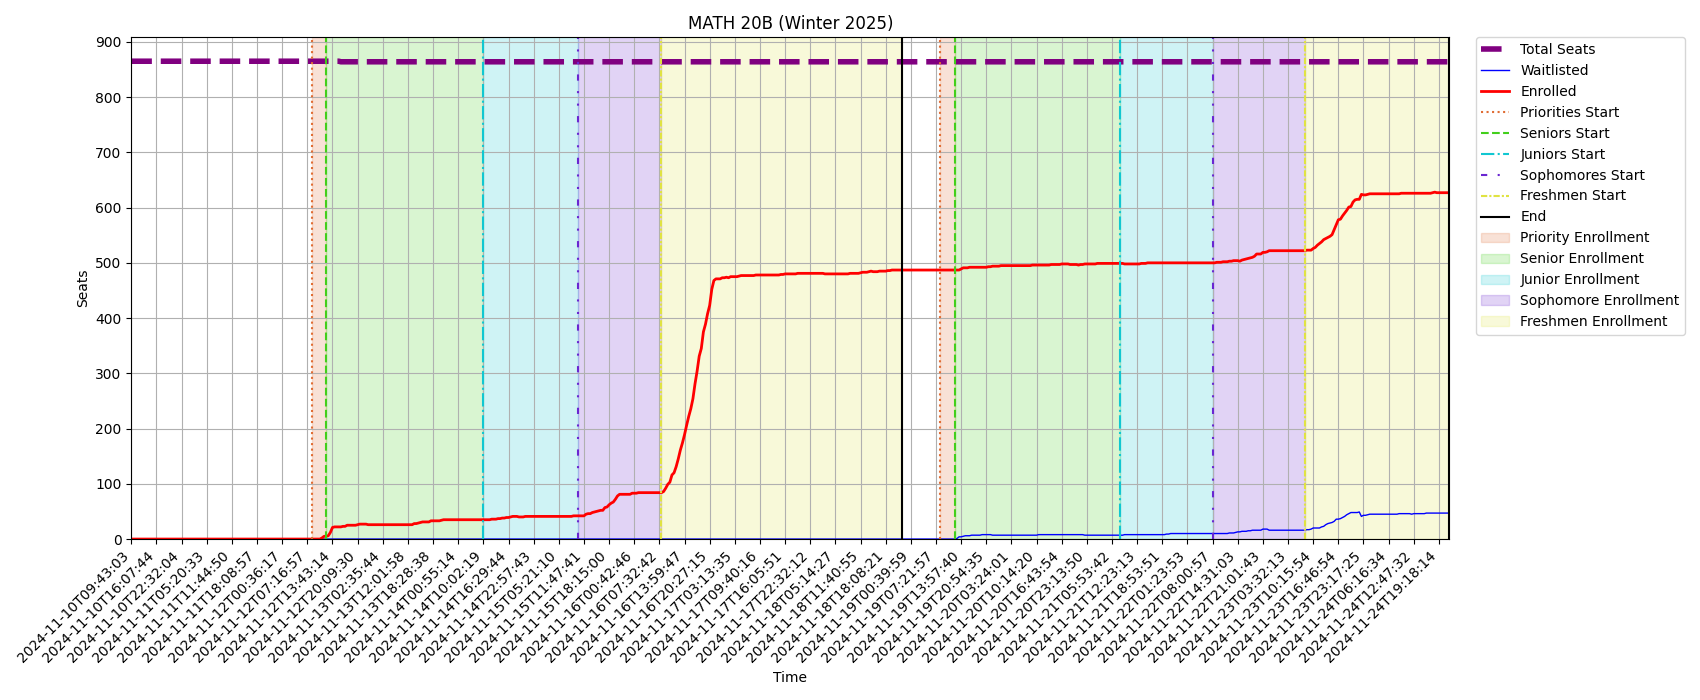 MATH 20B (Winter 2025)
Seats
900
800
700
600
500
400
300
200
100
0
2024-11-10T09:43:03
2024-11-10T16:07:44
2024-11-10T22:32:04
2024-11-11T05:20:33
2024-11-11T11:44:50
2024-11-11T18:08:57
2024-11-12T00:36:17
2024-11-12T07:16:57
2024-11-12T13:43:14
2024-11-12T20:09:30
2024-11-13T02:35:44
2024-11-13T12:01:58
2024-11-13T18:28:38
2024-11-14T00:55:14
2024-11-14T10:02:19
2024-11-14T16:29:44
2024-11-14T22:57:43
2024-11-15T05:21:10
2024-11-15T11:47:41
2024-11-15T18:15:00
2024-11-16T00:42:46
2024-11-16T07:32:42
2024-11-16T13:59:47
2024-11-16T20:27:15
2024-11-17T03:13:35
2024-11-17T09:40:16
2024-11-17T16:05:51
2024-11-17T22:32:12
2024-11-18T05:14:27
2024-11-18T11:40:55
2024-11-18T18:08:21
2024-11-19T00:39:59
2024-11-19T07:21:57
2024-11-19T13:57:40
2024-11-19T20:54:35
2024-11-20T03:24:01
2024-11-20T10:14:20
2024-11-20T16:43:54
2024-11-20T23:13:50
2024-11-21T05:53:42
2024-11-21T12:23:13
2024-11-21T18:53:51
2024-11-22T01:23:53
2024-11-22T08:00:57
2024-11-22T14:31:03
2024-11-22T21:01:43
2024-11-23T03:32:13
2024-11-23T10:15:54
2024-11-23T16:46:54
2024-11-23T23:17:25
2024-11-24T06:16:34
2024-11-24T12:47:32
2024-11-24T19:18:14
Time
Total Seats
Waitlisted
Enrolled
Priorities Start
Seniors Start
Juniors Start
Sophomores Start
Freshmen Start
End
Priority Enrollment
Senior Enrollment
Junior Enrollment
Sophomore Enrollment
Freshmen Enrollment